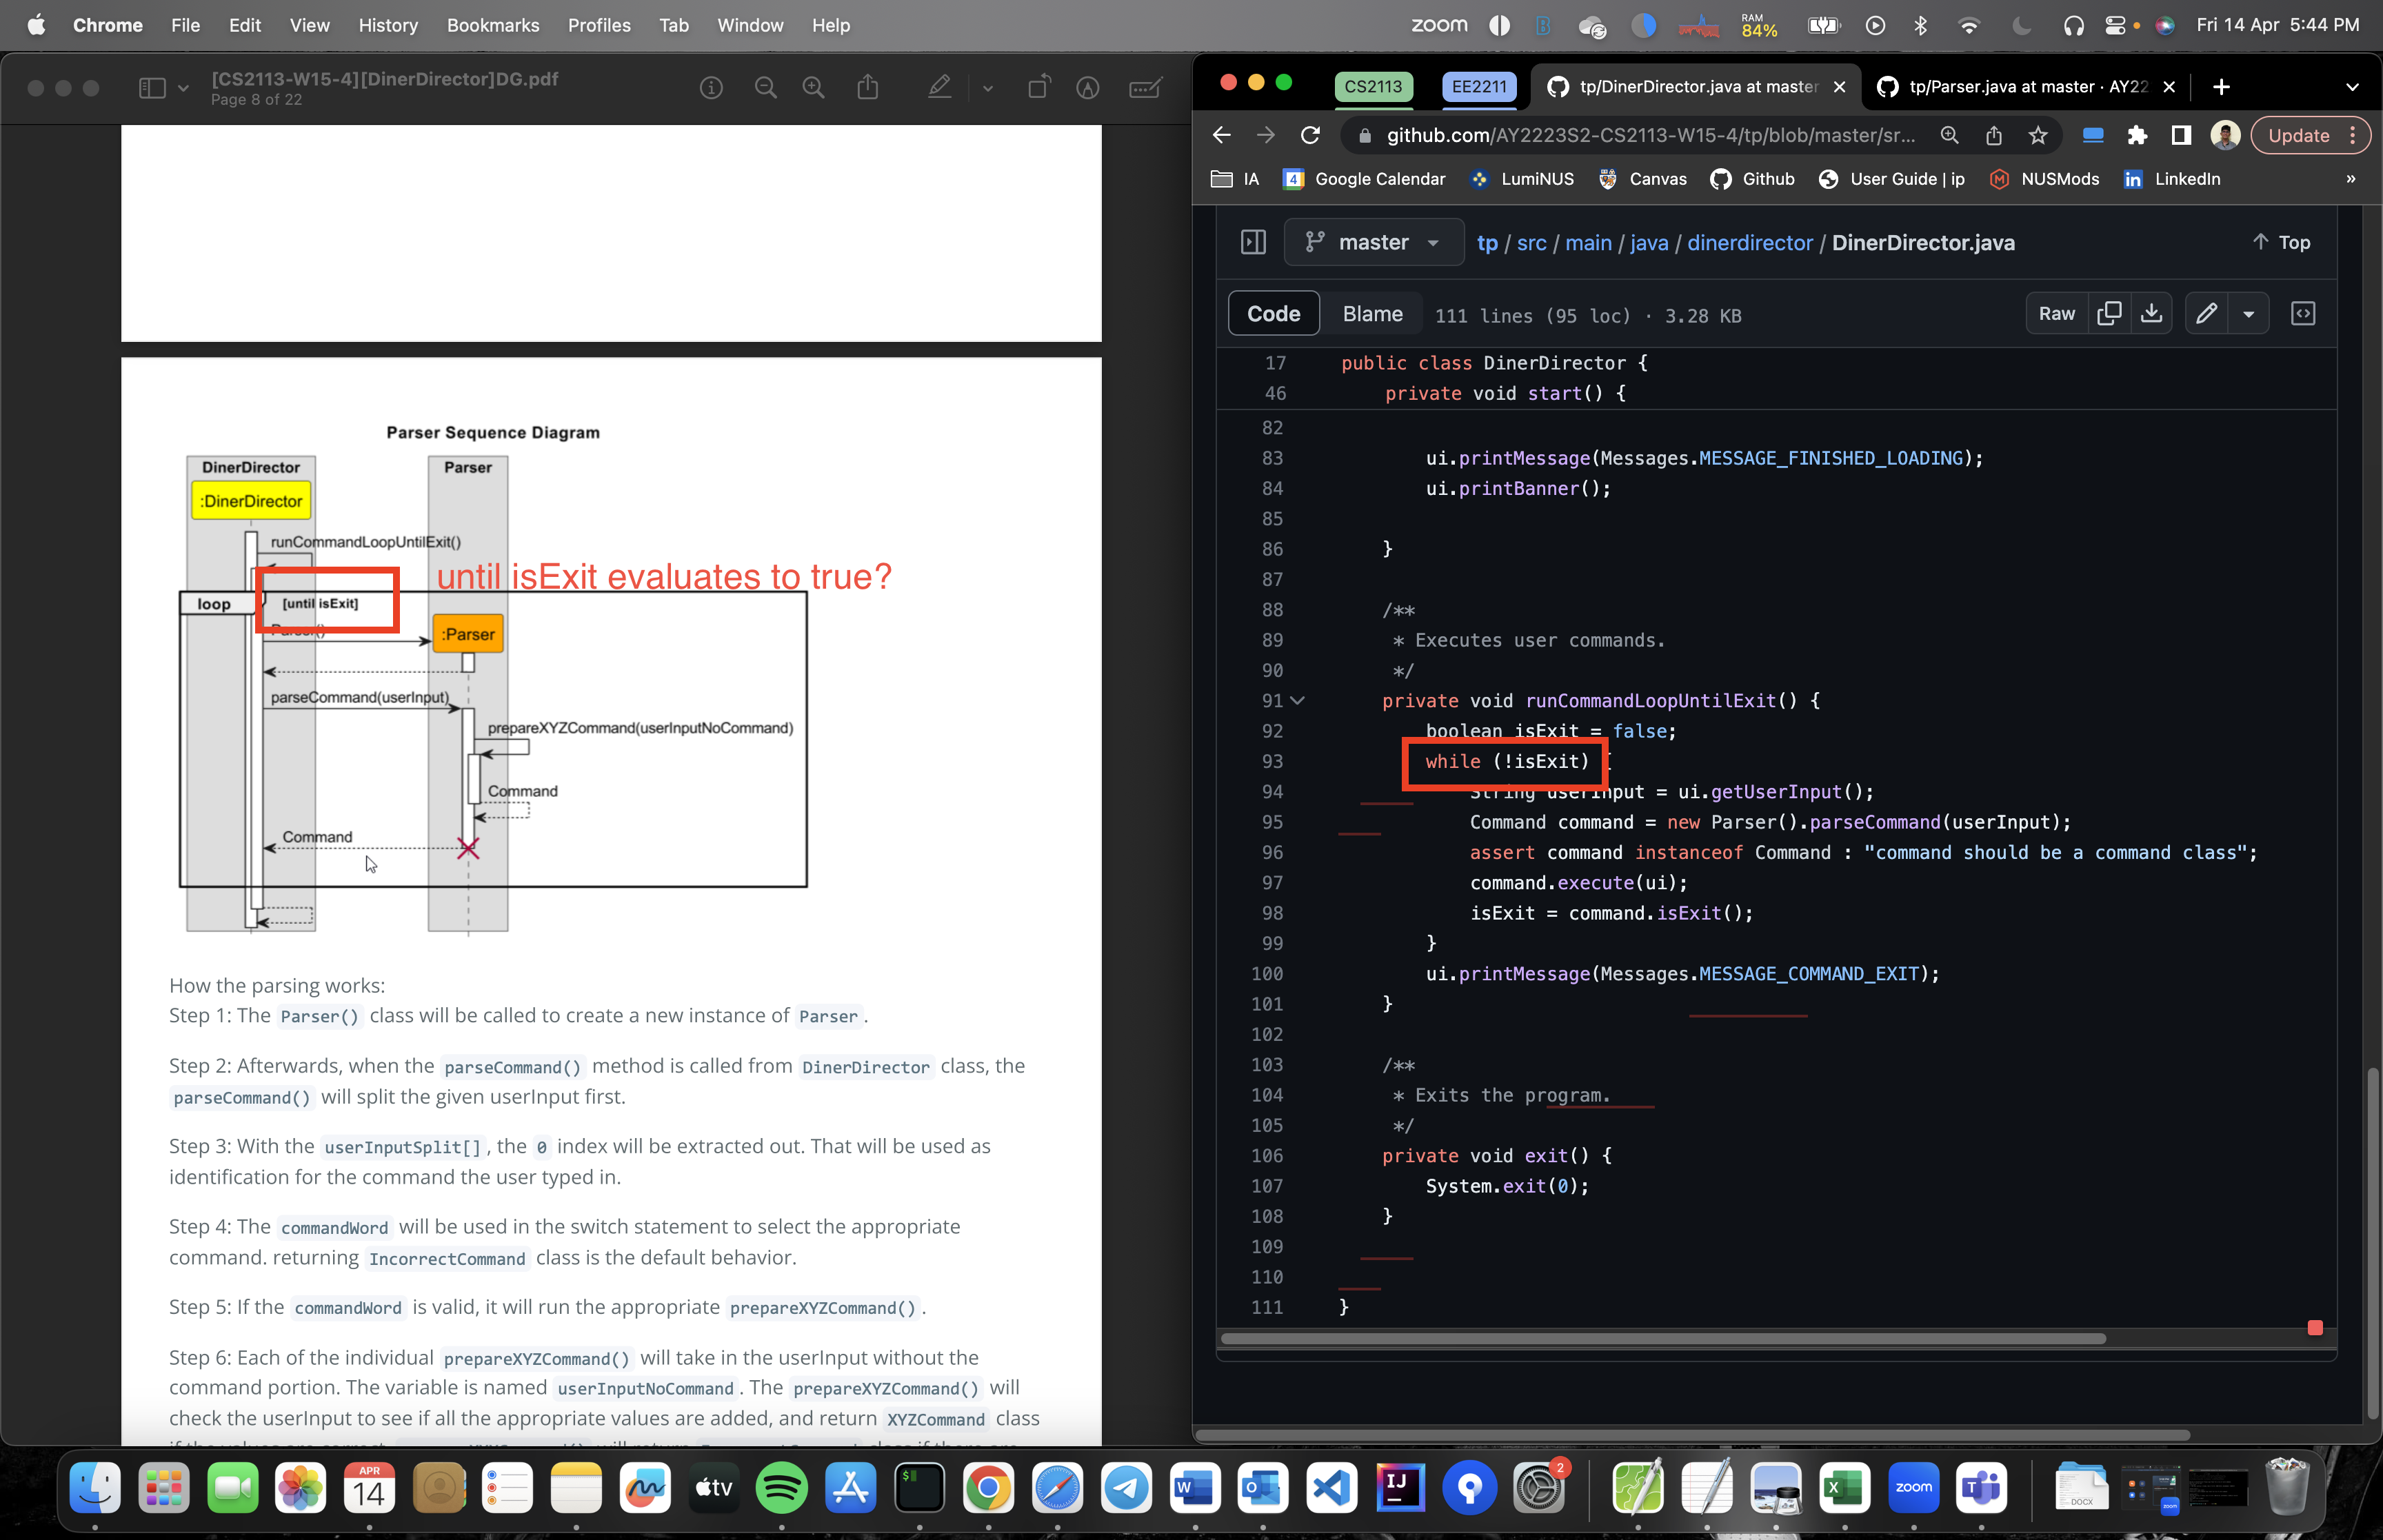 Chrome File Edit View History Bookmarks Profiles Tab Window Help
zoom RAM 84% Fri 14 Apr 5:44 PM
[CS2113-W15-4][DinerDirector]DG.pdf
Page 8 of 22
Parser Sequence Diagram
DinerDirector Parser
:DinerDirector
runCommandLoopUntilExit()
until isExit evaluates to true?
loop [until isExit]
Parser() :Parser
parseCommand(userInput)
prepareXYZCommand(userInputNoCommand)
Command
Command
How the parsing works:
Step 1: The Parser() class will be called to create a new instance of Parser.
Step 2: Afterwards, when the parseCommand() method is called from DinerDirector class, the
parseCommand() will split the given userInput first.
Step 3: With the userInputSplit[], the 0 index will be extracted out. That will be used as
identification for the command the user typed in.
Step 4: The commandWord will be used in the switch statement to select the appropriate
command. returning IncorrectCommand class is the default behavior.
Step 5: If the commandWord is valid, it will run the appropriate prepareXYZCommand().
Step 6: Each of the individual prepareXYZCommand() will take in the userInput without the
command portion. The variable is named userInputNoCommand. The prepareXYZCommand() will
check the userInput to see if all the appropriate values are added, and return XYZCommand class
CS2113 EE2211 tp/DinerDirector.java at master tp/Parser.java at master · AY22
github.com/AY2223S2-CS2113-W15-4/tp/blob/master/sr... Update
IA 4 Google Calendar LumiNUS Canvas Github User Guide | ip NUSMods LinkedIn »
master tp / src / main / java / dinerdirector / DinerDirector.java Top
Code Blame 111 lines (95 loc) · 3.28 KB Raw
17 public class DinerDirector {
46 private void start() {
82
83 ui.printMessage(Messages.MESSAGE_FINISHED_LOADING);
84 ui.printBanner();
85
86 }
87
88 /**
89 * Executes user commands.
90 */
91 private void runCommandLoopUntilExit() {
92 boolean isExit = false;
93 while (!isExit) {
94 String userInput = ui.getUserInput();
95 Command command = new Parser().parseCommand(userInput);
96 assert command instanceof Command : "command should be a command class";
97 command.execute(ui);
98 isExit = command.isExit();
99 }
100 ui.printMessage(Messages.MESSAGE_COMMAND_EXIT);
101 }
102
103 /**
104 * Exits the program.
105 */
106 private void exit() {
107 System.exit(0);
108 }
109
110
111 }
APR
14
tv
2
DOCX
zoom